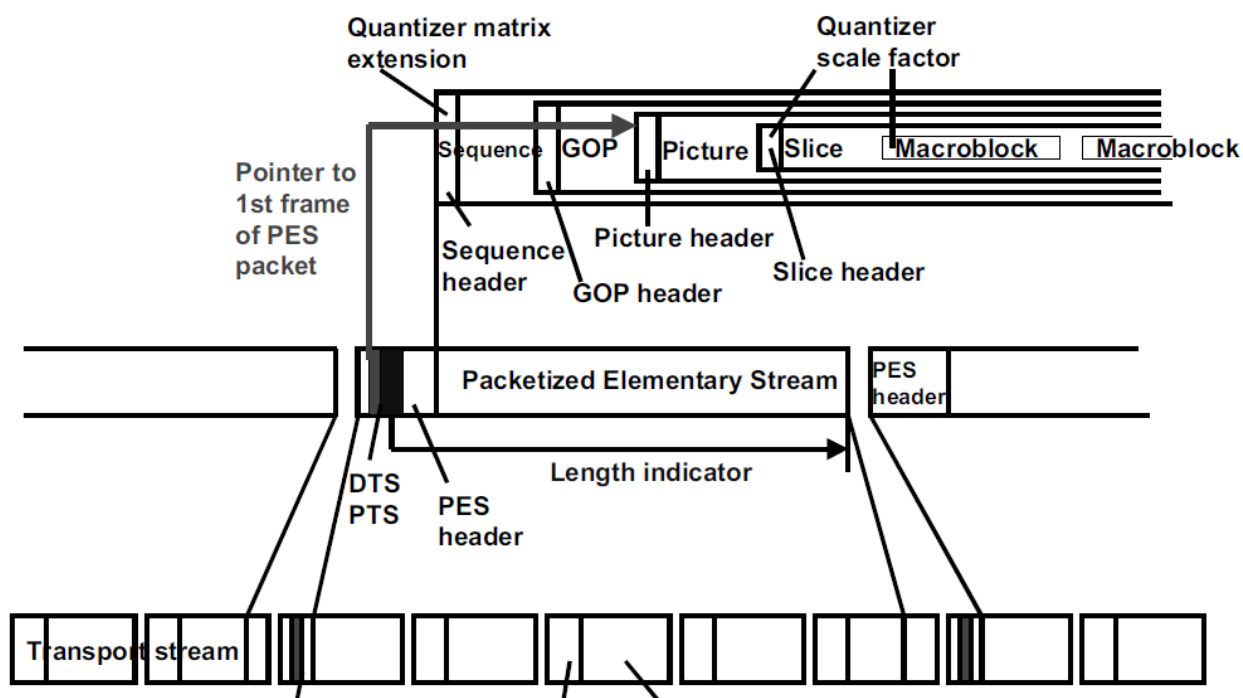 Quantizer matrix
extension
Quantizer
scale factor
Sequence
GOP
Picture
Slice
Macroblock
Macroblock
Pointer to
1st frame
of PES
packet
Sequence
header
GOP header
Picture header
Slice header
Packetized Elementary Stream
PES
header
Length indicator
DTS
PTS
PES
header
Transport stream